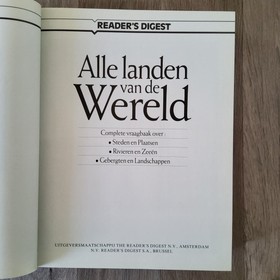 READER'S DIGEST
Alle landen
van de
Wereld
Complete vraagbaak over:
• Steden en Plaatsen
• Rivieren en Zeeën
• Gebergten en Landschappen
UITGEVERSMAATSCHAPPIJ THE READER'S DIGEST N.V., AMSTERDAM
N.V. READER'S DIGEST S.A., BRUSSEL